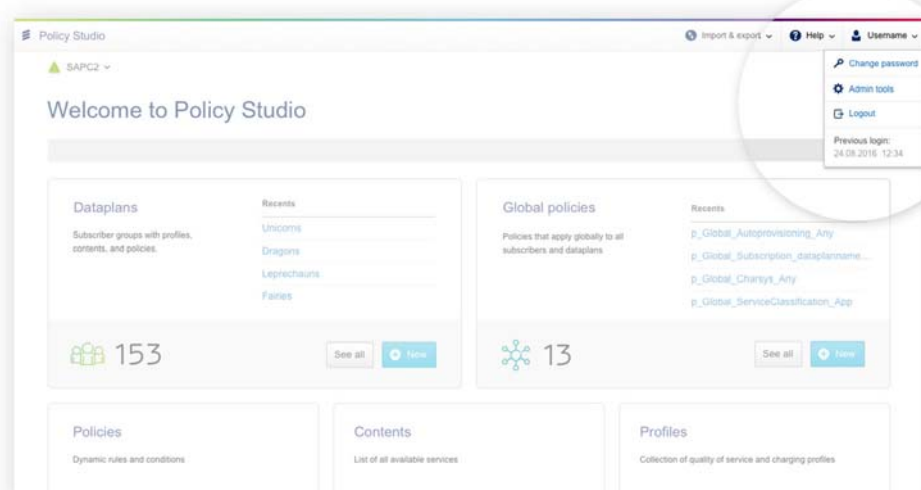 Policy Studio
Import & export
Help
Username
SAPC2
Change password
Admin tools
Logout
Previous login:
24.08.2016 12:34
Welcome to Policy Studio
Dataplans
Subscriber groups with profiles,
contents, and policies.
Recents
Unicorns
Dragons
Leprechauns
Fairies
153
See all
New
Global policies
Policies that apply globally to all
subscribers and dataplans
Recents
p_Global_Autoprovisioning_Any
p_Global_Subscription_dataplanname...
p_Global_Charsys_Any
p_Global_ServiceClassification_App
13
See all
New
Policies
Dynamic rules and conditions
Contents
List of all available services
Profiles
Collection of quality of service and charging profiles